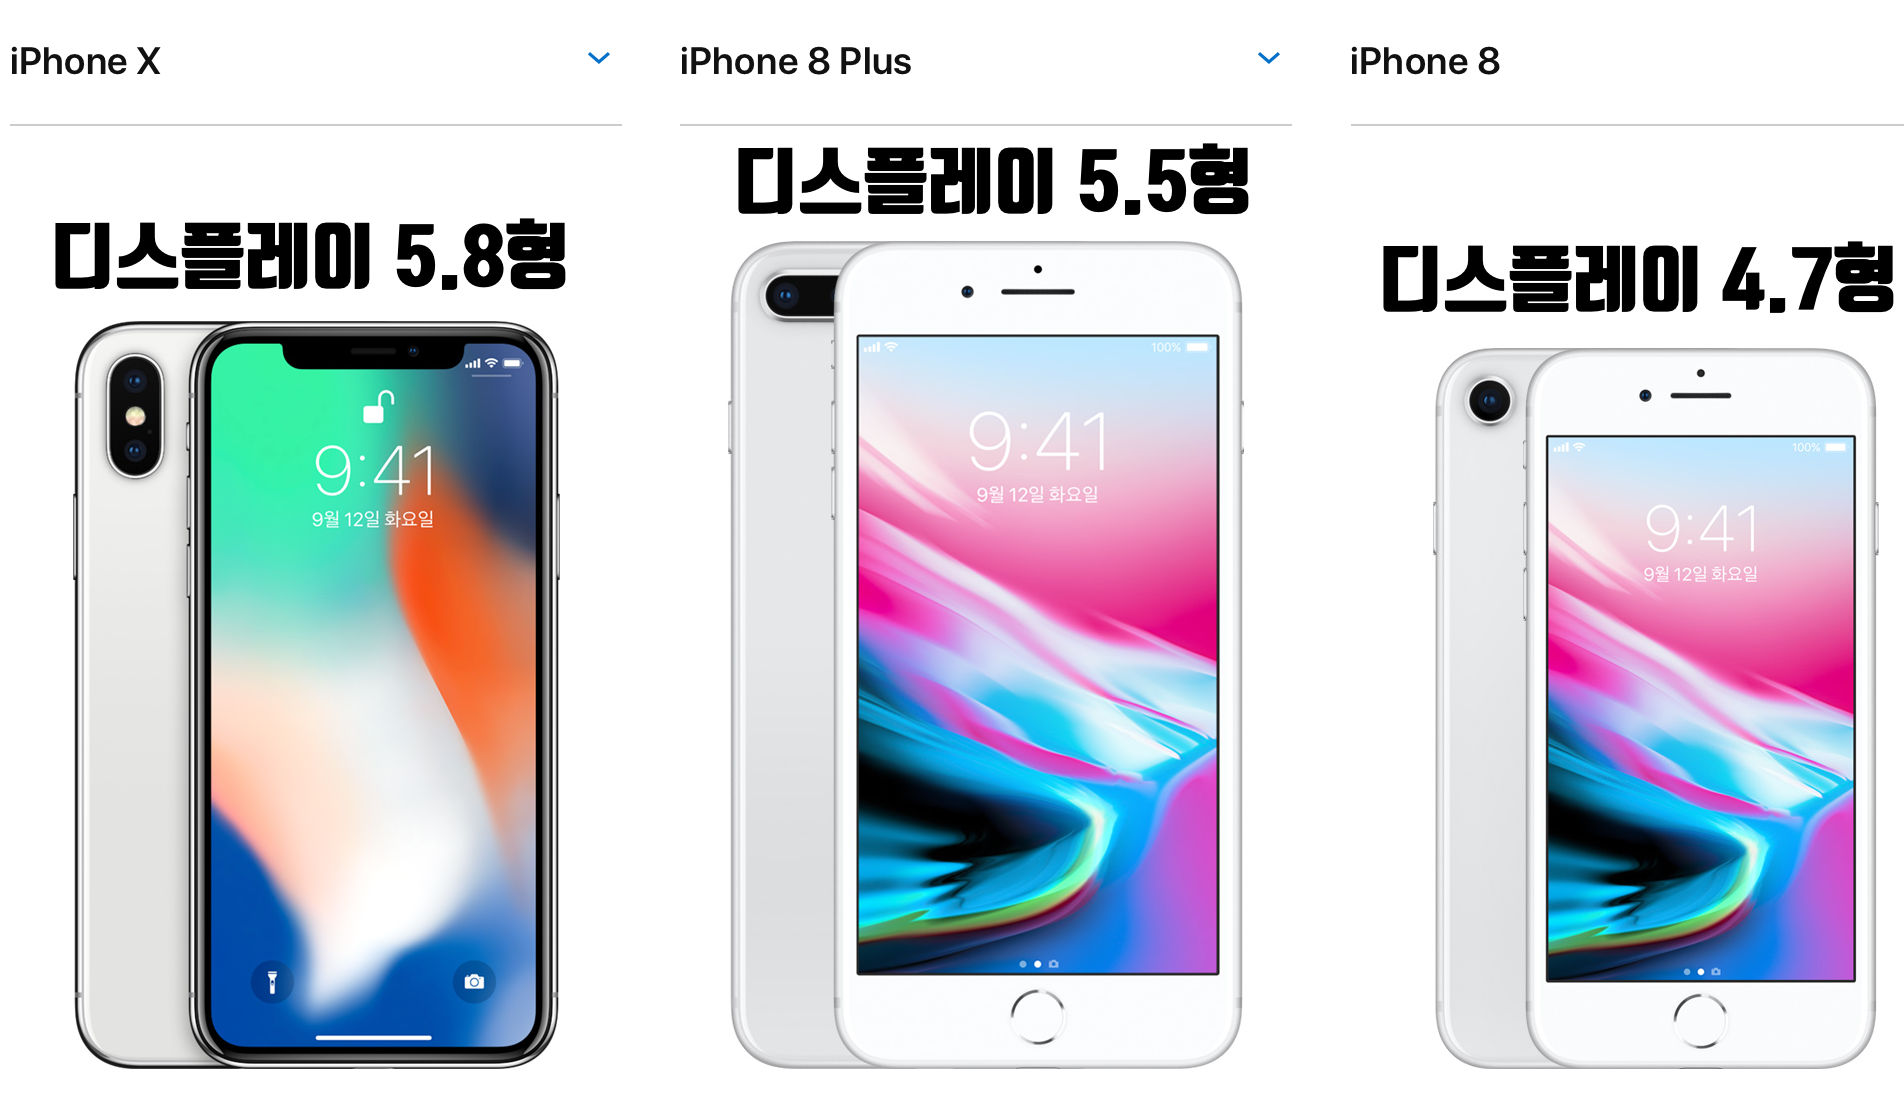 iPhone X
디스플레이 5.8형
9:41
9월 12일 화요일
iPhone 8 Plus
디스플레이 5.5형
100%
9:41
9월 12일 화요일
iPhone 8
디스플레이 4.7형
100%
9:41
9월 12일 화요일